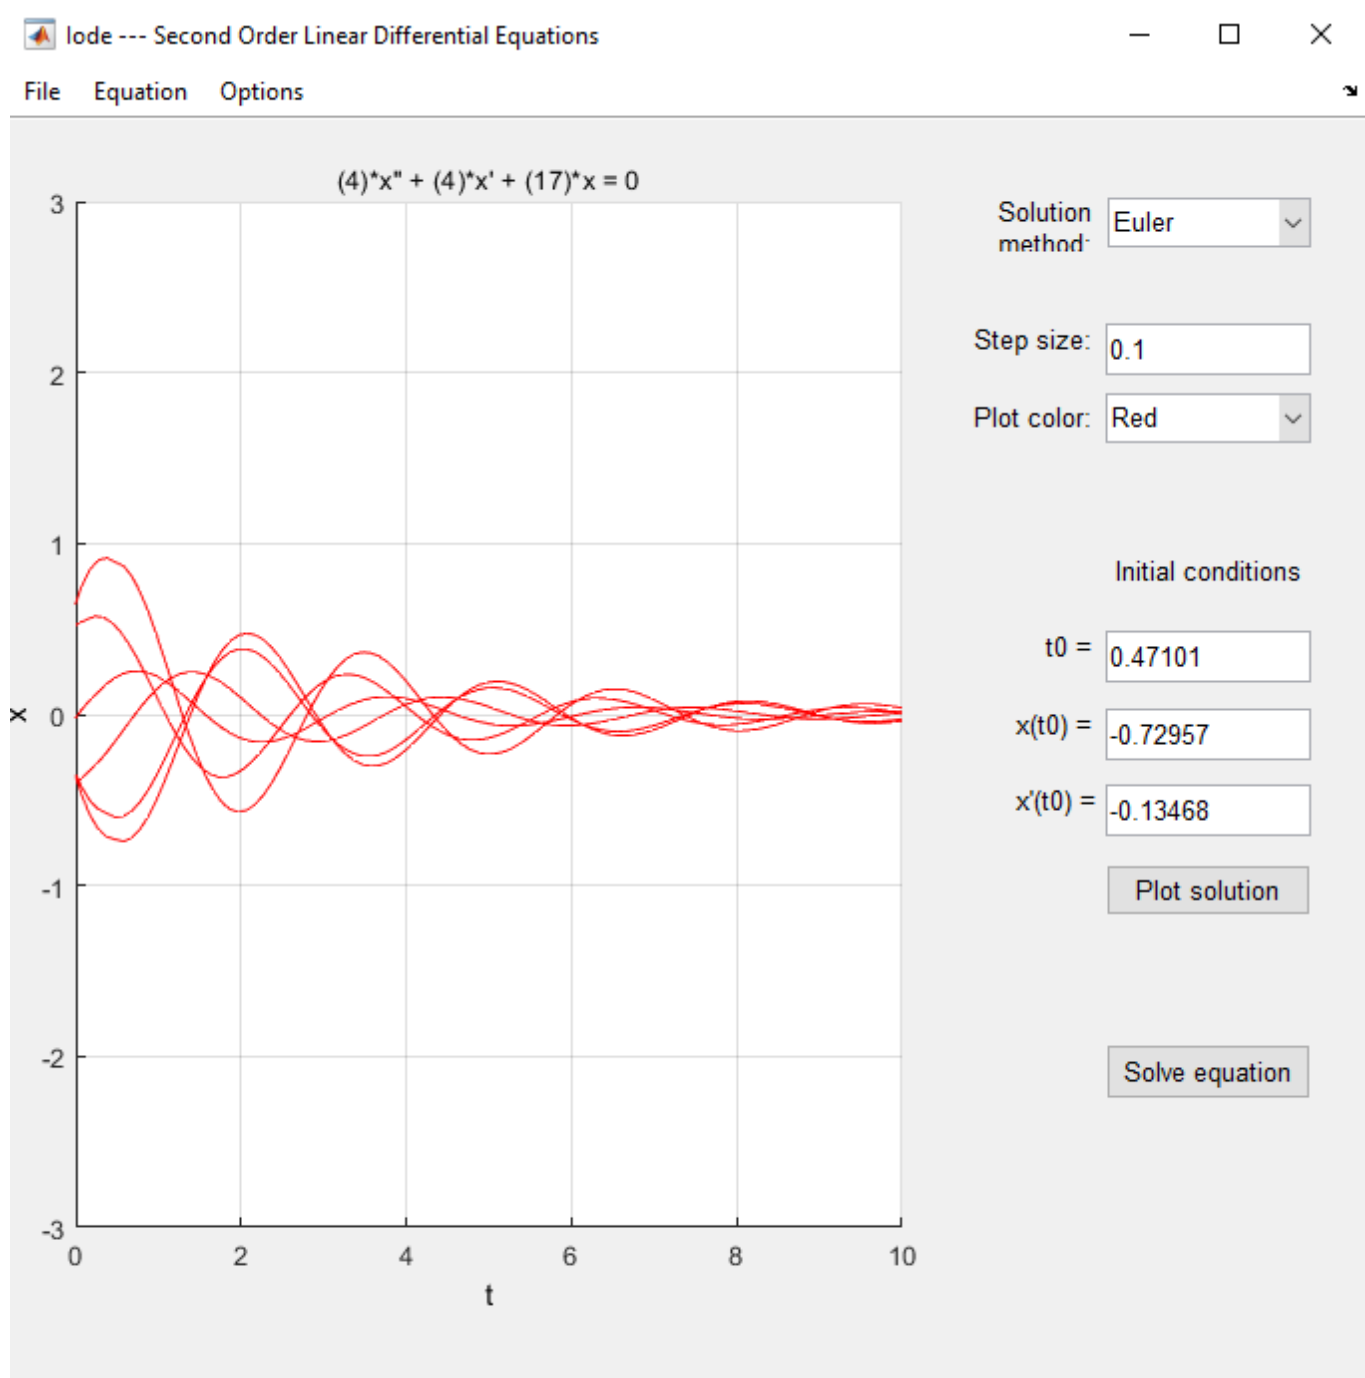 Iode --- Second Order Linear Differential Equations
File Equation Options
(4)*x" + (4)*x' + (17)*x = 0
3
2
1
0
-1
-2
-3
x
0 2 4 6 8 10
t
Solution
method:
Euler
Step size:
0.1
Plot color:
Red
Initial conditions
t0 =
0.47101
x(t0) =
-0.72957
x'(t0) =
-0.13468
Plot solution
Solve equation